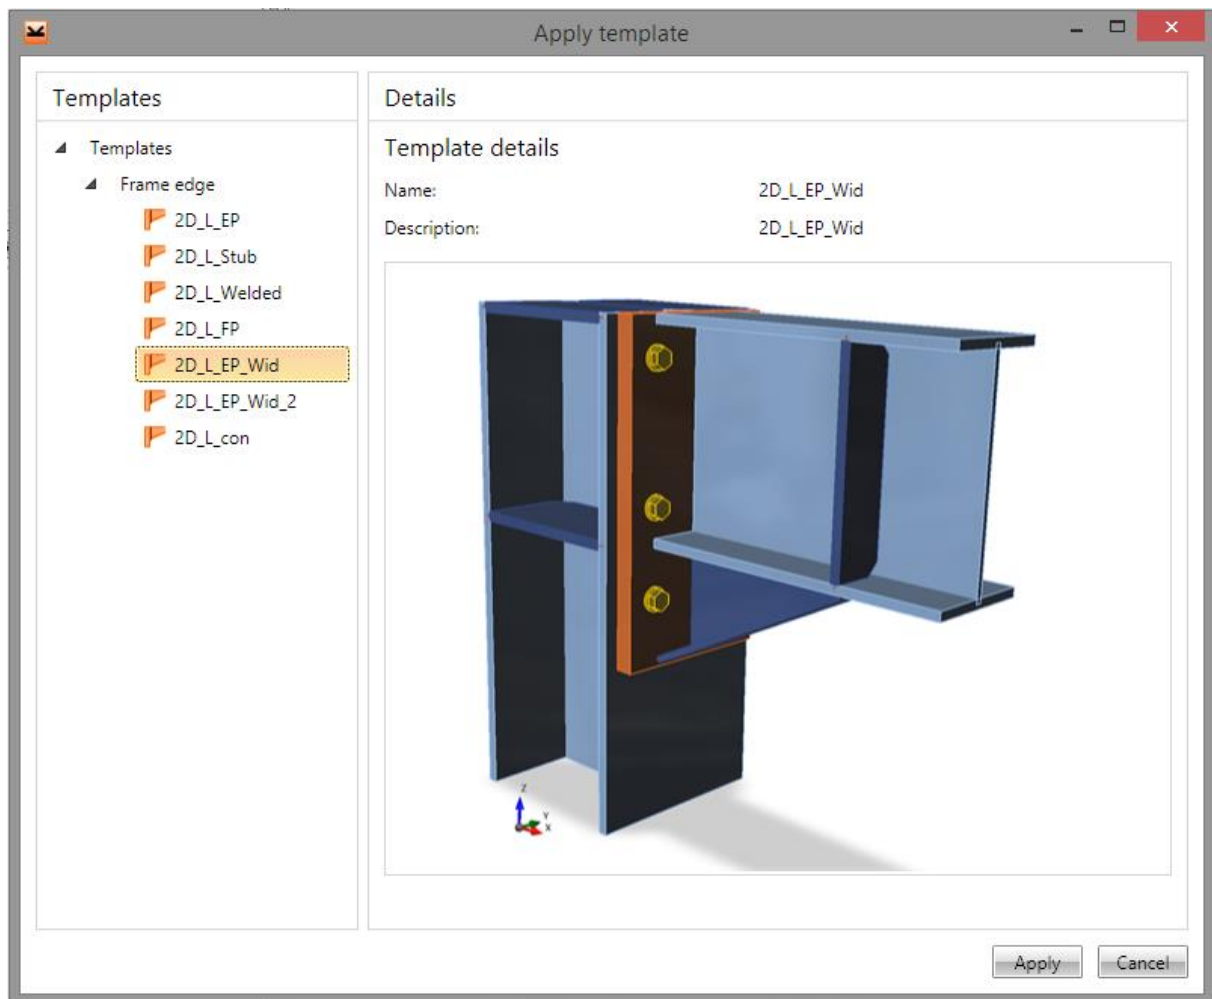 Apply template
Templates
Templates
Frame edge
2D_L_EP
2D_L_Stub
2D_L_Welded
2D_L_FP
2D_L_EP_Wid
2D_L_EP_Wid_2
2D_L_con
Details
Template details
Name: 2D_L_EP_Wid
Description: 2D_L_EP_Wid
Z
Y
X
Apply Cancel